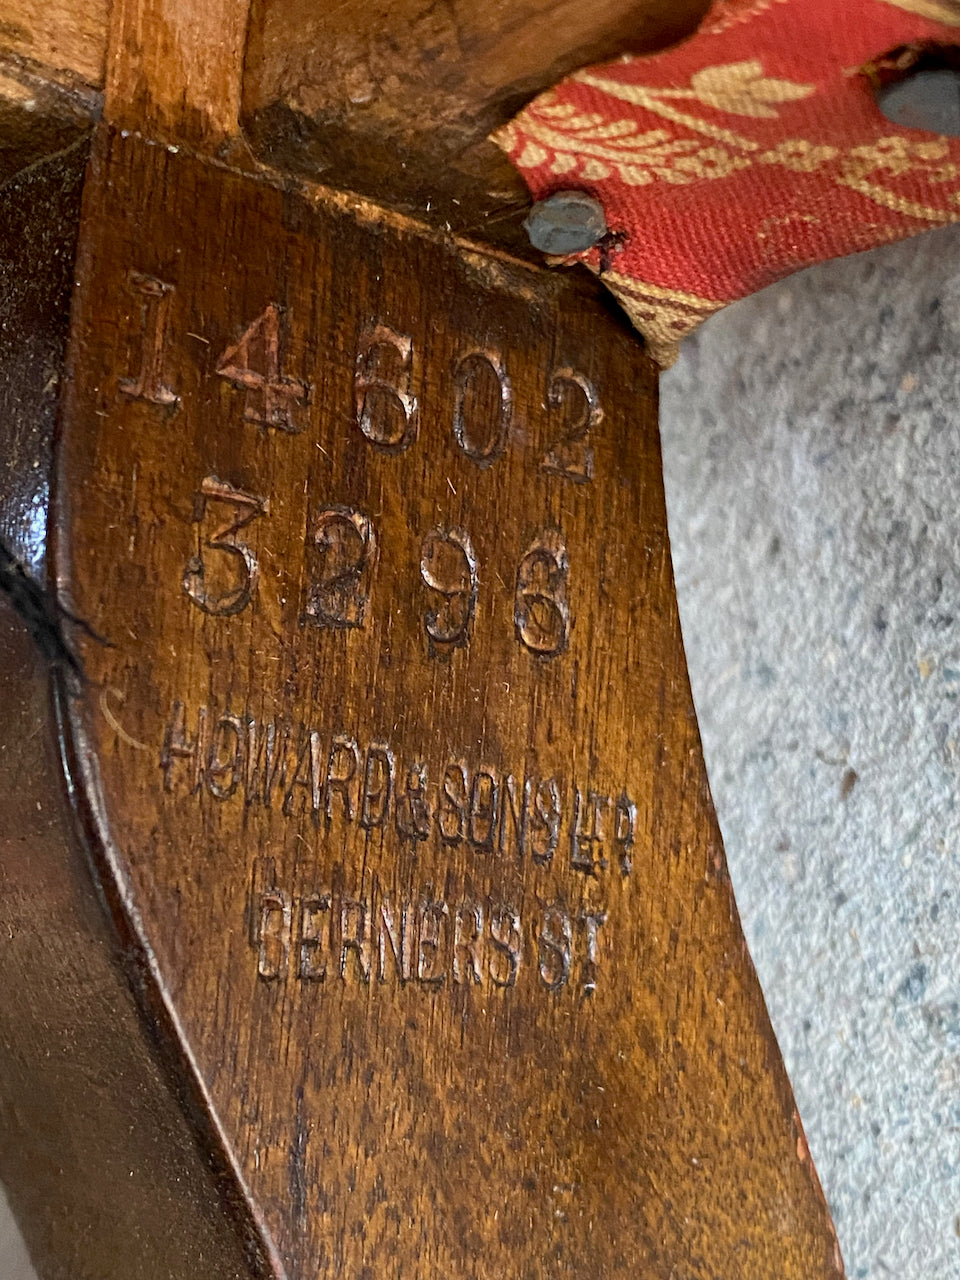 14602
3296
HOWARD & SONS LTD
BERNERS ST